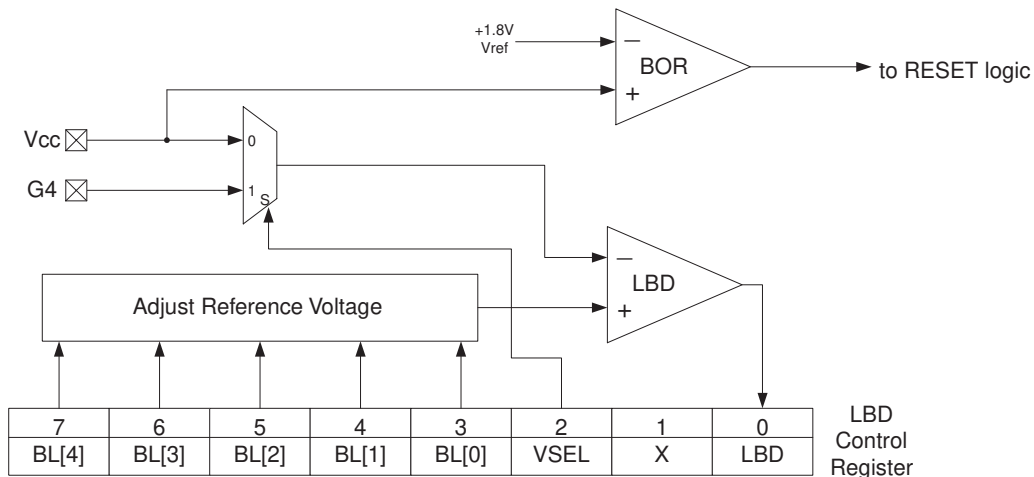 +1.8V
Vref
−
BOR
+
to RESET logic
Vcc
0
G4
1
S
−
LBD
+
Adjust Reference Voltage
7 6 5 4 3 2 1 0
BL[4] BL[3] BL[2] BL[1] BL[0] VSEL X LBD
LBD
Control
Register